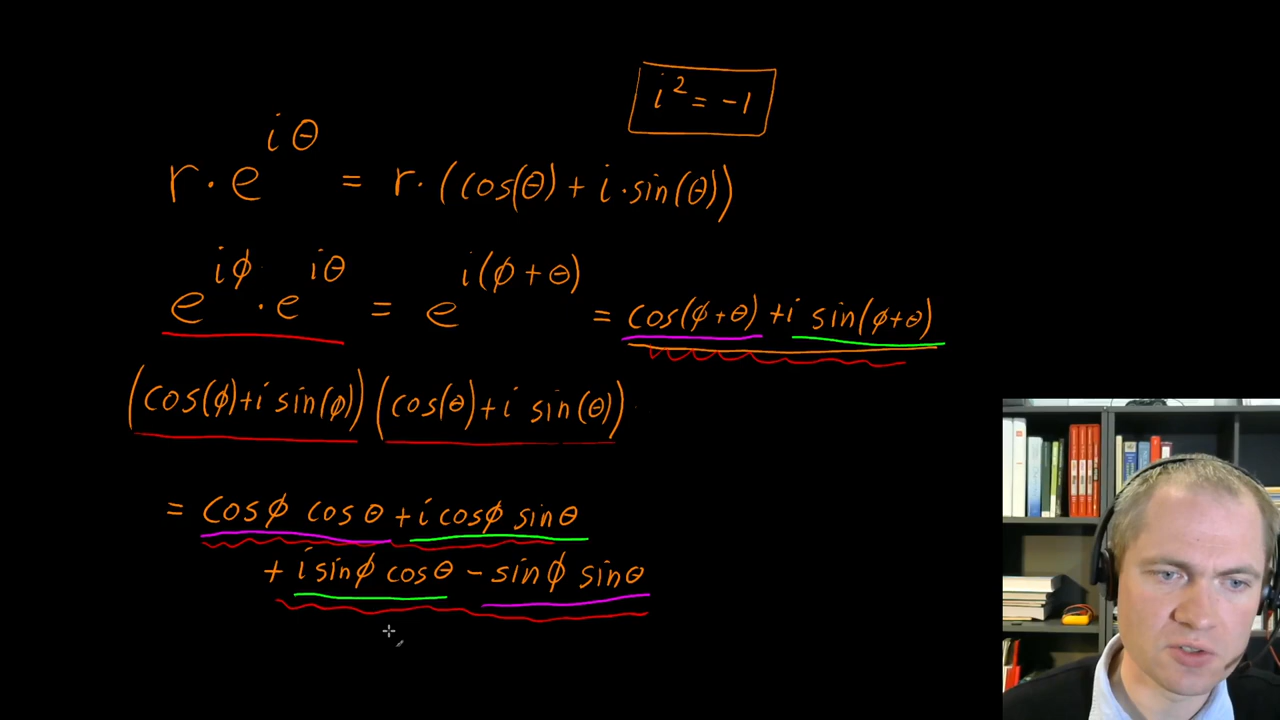 i² = -1
r · e^{iθ} = r · (cos(θ) + i · sin(θ))
e^{iϕ} · e^{iθ} = e^{i(ϕ+θ)} = cos(ϕ+θ) + i sin(ϕ+θ)
(cos(ϕ)+i sin(ϕ)) (cos(θ)+i sin(θ))
= cosϕ cosθ + i cosϕ sinθ
+ i sinϕ cosθ - sinϕ sinθ